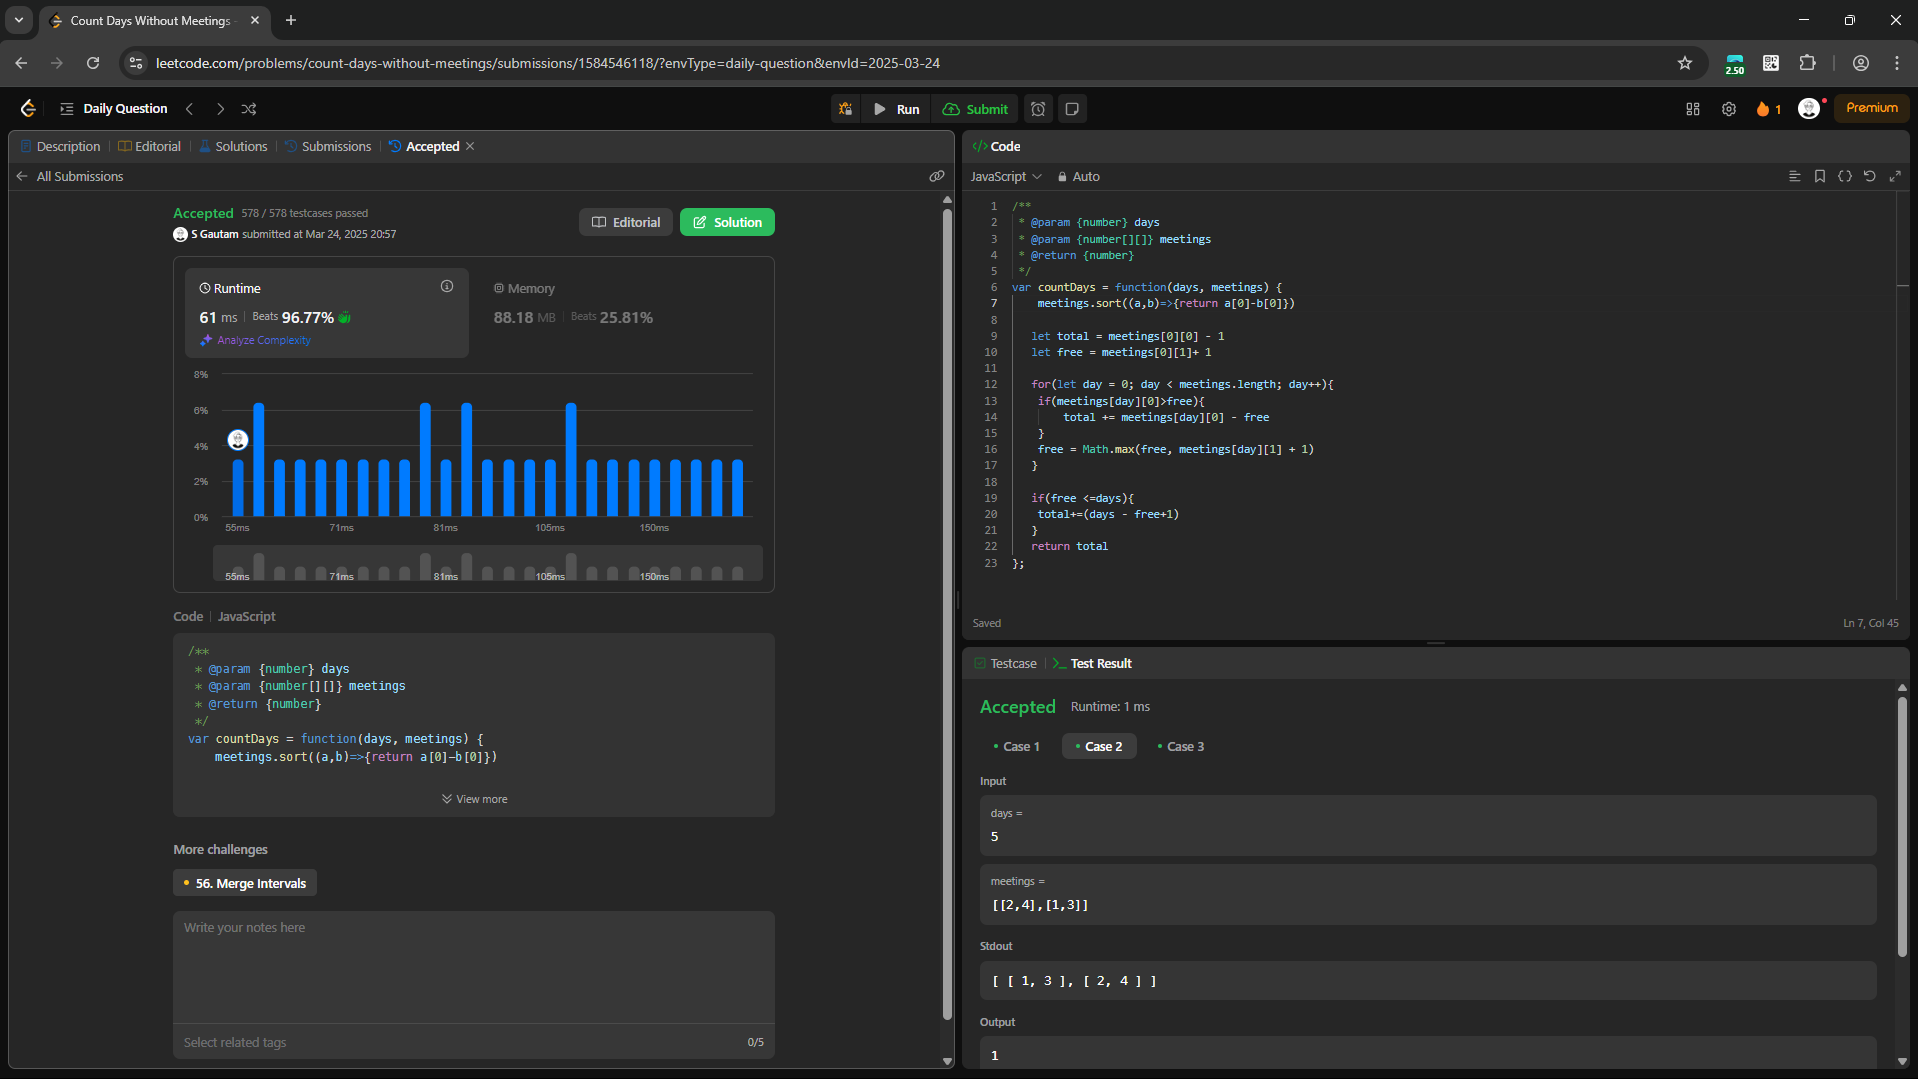 Count Days Without Meetings
leetcode.com/problems/count-days-without-meetings/submissions/1584546118/?envType=daily-question&envId=2025-03-24
2.50
Daily Question
Run
Submit
1
Premium
Description
Editorial
Solutions
Submissions
Accepted
All Submissions
Accepted 578 / 578 testcases passed
S Gautam submitted at Mar 24, 2025 20:57
Editorial
Solution
Runtime
61 ms Beats 96.77%
Analyze Complexity
Memory
88.18 MB Beats 25.81%
8%
6%
4%
2%
0%
55ms 71ms 81ms 105ms 150ms
55ms 71ms 81ms 105ms 150ms
Code JavaScript
/**
 * @param {number} days
 * @param {number[][]} meetings
 * @return {number}
 */
var countDays = function(days, meetings) {
    meetings.sort((a,b)=>{return a[0]-b[0]})
View more
More challenges
56. Merge Intervals
Write your notes here
Select related tags
0/5
</> Code
JavaScript
Auto
1 /**
2 * @param {number} days
3 * @param {number[][]} meetings
4 * @return {number}
5 */
6 var countDays = function(days, meetings) {
7 meetings.sort((a,b)=>{return a[0]-b[0]})
8
9 let total = meetings[0][0] - 1
10 let free = meetings[0][1]+ 1
11
12 for(let day = 0; day < meetings.length; day++){
13 if(meetings[day][0]>free){
14 total += meetings[day][0] - free
15 }
16 free = Math.max(free, meetings[day][1] + 1)
17 }
18
19 if(free <=days){
20 total+=(days - free+1)
21 }
22 return total
23 };
Saved
Ln 7, Col 45
Testcase
>_ Test Result
Accepted Runtime: 1 ms
Case 1
Case 2
Case 3
Input
days =
5
meetings =
[[2,4],[1,3]]
Stdout
[ [ 1, 3 ], [ 2, 4 ] ]
Output
1